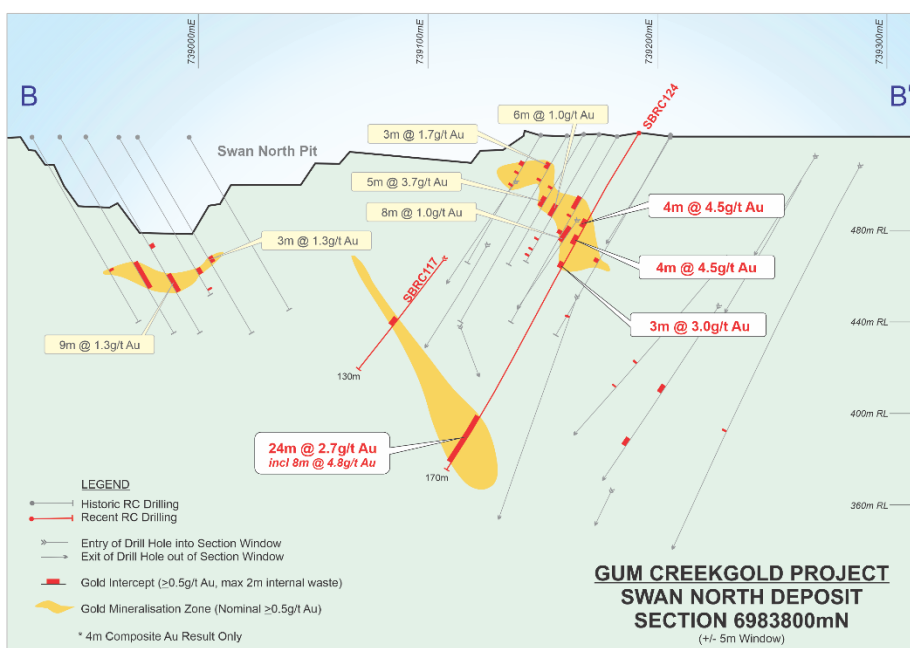 739000mE
739100mE
739200mE
739300mE
B
B'
SBRC124
6m @ 1.0g/t Au
3m @ 1.7g/t Au
Swan North Pit
5m @ 3.7g/t Au
8m @ 1.0g/t Au
4m @ 4.5g/t Au
480m RL
3m @ 1.3g/t Au
4m @ 4.5g/t Au
SBRC117
3m @ 3.0g/t Au
440m RL
9m @ 1.3g/t Au
130m
400m RL
24m @ 2.7g/t Au
incl 8m @ 4.8g/t Au
170m
360m RL
LEGEND
Historic RC Drilling
Recent RC Drilling
Entry of Drill Hole into Section Window
Exit of Drill Hole out of Section Window
Gold Intercept (≥0.5g/t Au, max 2m internal waste)
Gold Mineralisation Zone (Nominal ≥0.5g/t Au)
* 4m Composite Au Result Only
GUM CREEKGOLD PROJECT
SWAN NORTH DEPOSIT
SECTION 6983800mN
(+/- 5m Window)